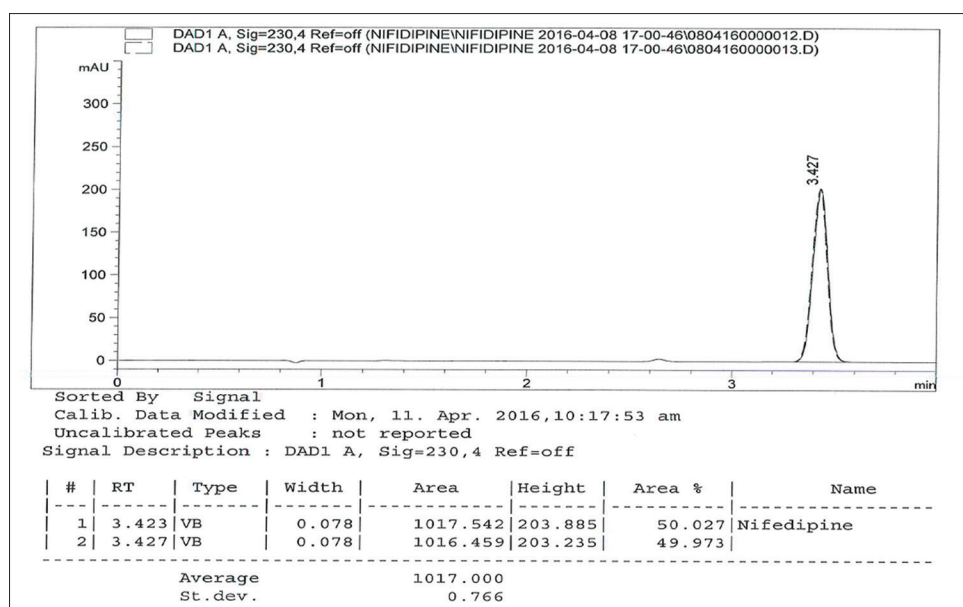 DAD1 A, Sig=230,4 Ref=off (NIFIDIPINE\NIFIDIPINE 2016-04-08 17-00-46\0804160000012.D)
DAD1 A, Sig=230,4 Ref=off (NIFIDIPINE\NIFIDIPINE 2016-04-08 17-00-46\0804160000013.D)
mAU
300
250
200
150
100
50
0
3.427
0 1 2 3 min
Sorted By Signal
Calib. Data Modified : Mon, 11. Apr. 2016,10:17:53 am
Uncalibrated Peaks : not reported
Signal Description : DAD1 A, Sig=230,4 Ref=off
| # | RT | Type | Width | Area |Height | Area % | Name
|---|------|------|-------|----------|-------|--------|----------
| 1| 3.423|VB | 0.078| 1017.542|203.885| 50.027|Nifedipine
| 2| 3.427|VB | 0.078| 1016.459|203.235| 49.973|
Average 1017.000
St.dev. 0.766